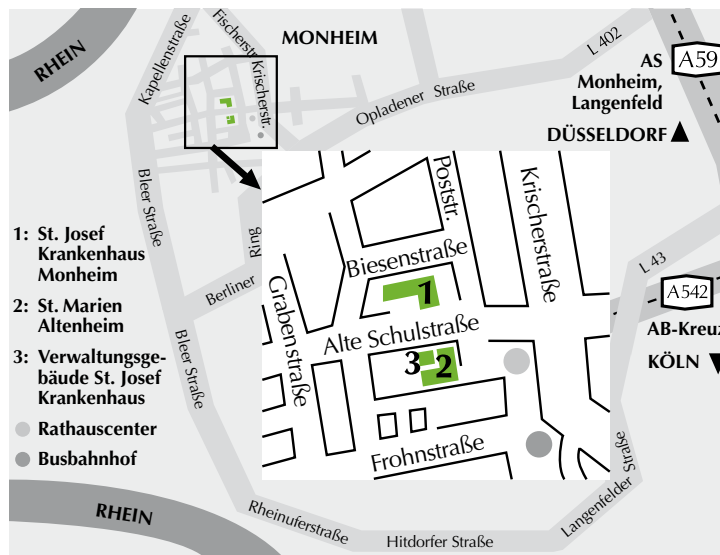 RHEIN
Kapellenstraße
Fischerstr.
Krischerstr.
MONHEIM
Opladener Straße
L 402
AS
Monheim,
Langenfeld
A59
DÜSSELDORF
Bleer Straße
Berliner
Ring
1: St. Josef
Krankenhaus
Monheim
2: St. Marien
Altenheim
3: Verwaltungsge-
bäude St. Josef
Krankenhaus
Rathauscenter
Busbahnhof
Poststr.
Krischerstraße
Biesenstraße
1
Grabenstraße
Alte Schulstraße
3
2
Frohnstraße
L 43
A542
AB-Kreuz
KÖLN
Bleer Straße
RHEIN
Rheinuferstraße
Hitdorfer Straße
Langenfelder
Straße